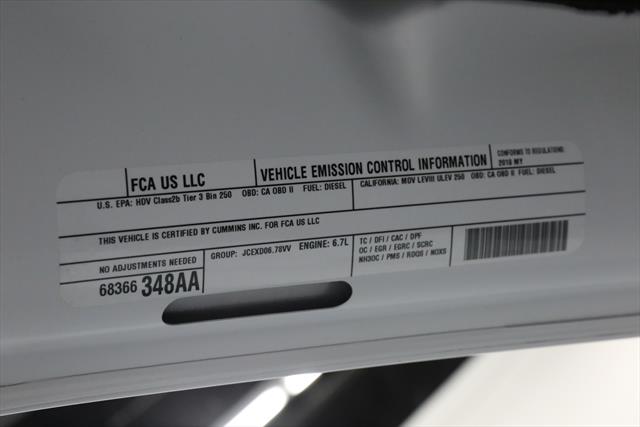 FCA US LLC
VEHICLE EMISSION CONTROL INFORMATION
CONFORMS TO REGULATIONS:
2018 MY
U.S. EPA: HDV Class2b Tier 3 Bin 250 OBD: CA OBD II FUEL: DIESEL
CALIFORNIA: MDV LEVIII ULEV 250 OBD: CA OBD II FUEL: DIESEL
THIS VEHICLE IS CERTIFIED BY CUMMINS INC. FOR FCA US LLC
NO ADJUSTMENTS NEEDED
68366 348AA
GROUP: JCEXD06.78VV ENGINE: 6.7L
TC / DFI / CAC / DPF
OC / EGR / EGRC / SCRC
NH3OC / PMS / RDQS / NOXS